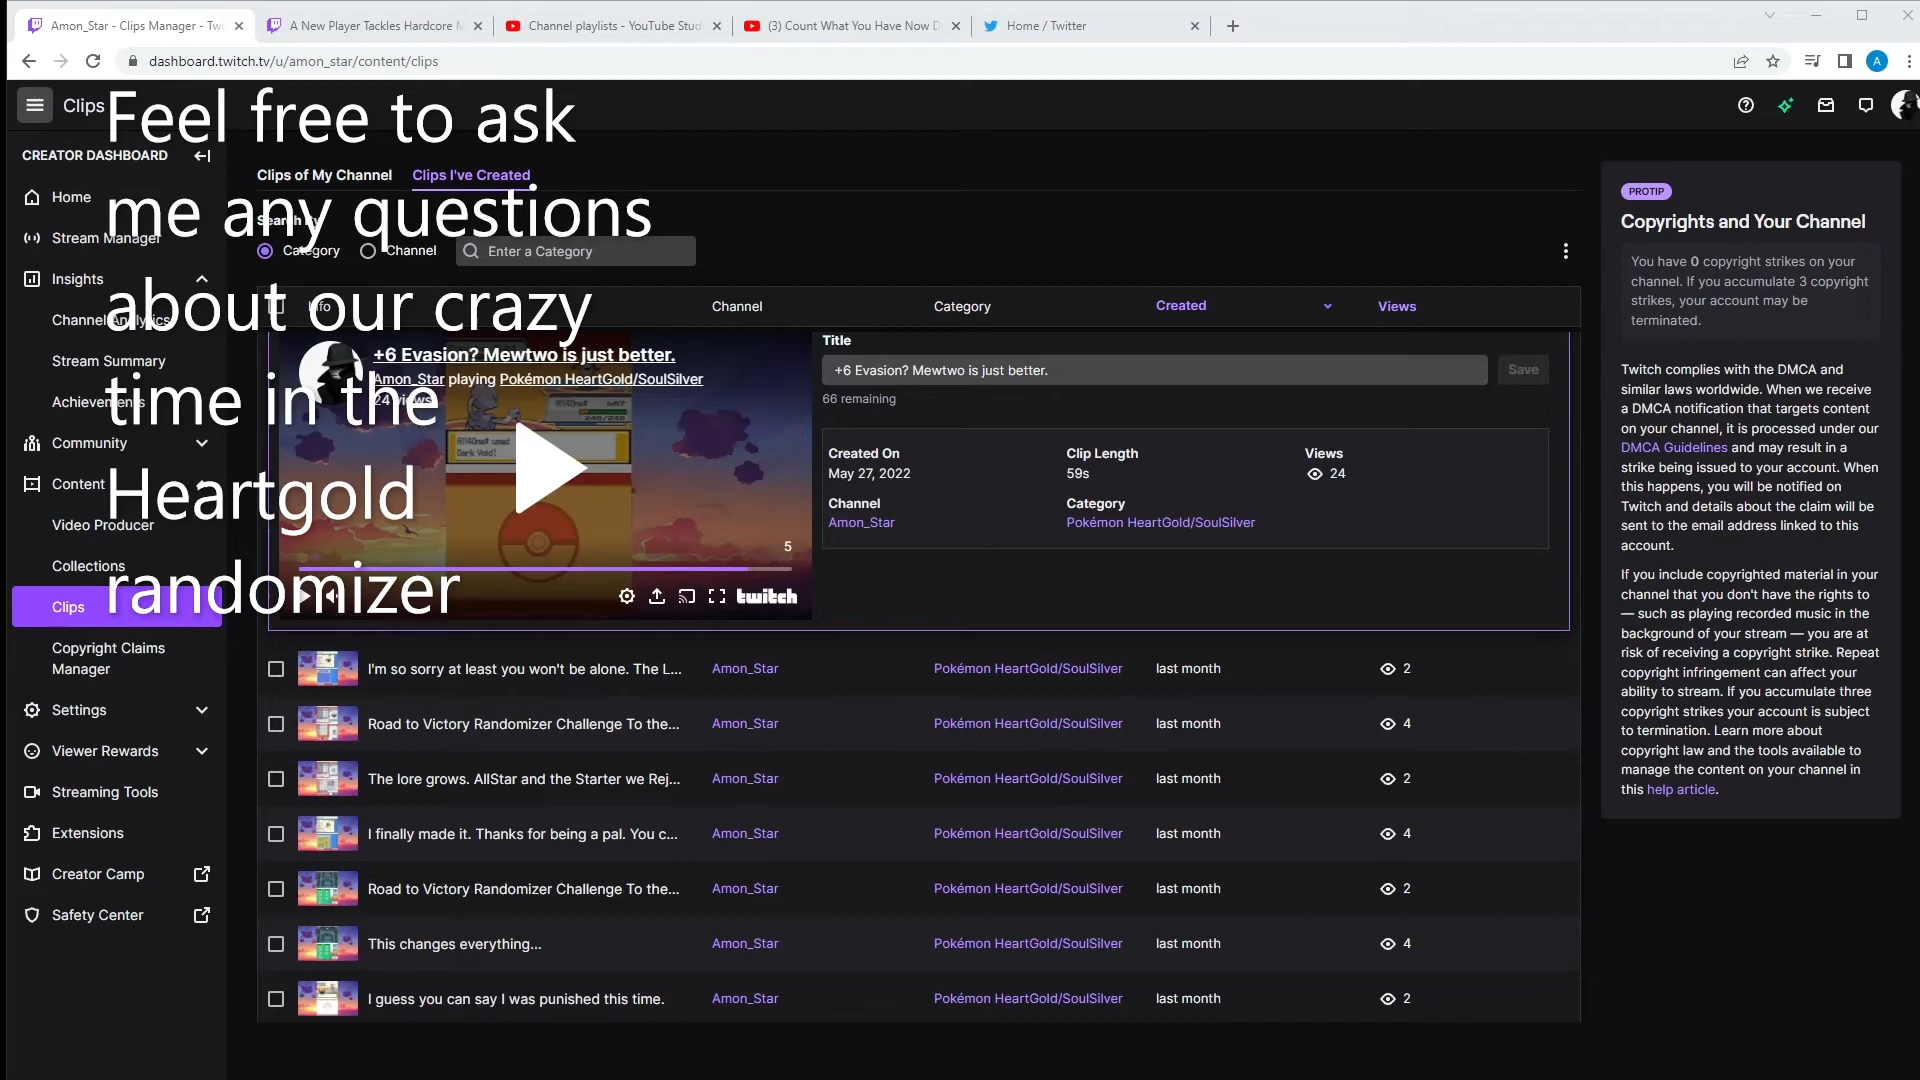 Amon_Star - Clips Manager - Twi
A New Player Tackles Hardcore M
Channel playlists - YouTube Stud
(3) Count What You Have Now D
Home / Twitter
dashboard.twitch.tv/u/amon_star/content/clips
A
Clips
Feel free to ask
me any questions
about our crazy
time in the
Heartgold
randomizer
CREATOR DASHBOARD
Home
Stream Manager
Insights
Channel Analytics
Stream Summary
Achievements
Community
Content
Video Producer
Collections
Clips
Copyright Claims
Manager
Settings
Viewer Rewards
Streaming Tools
Extensions
Creator Camp
Safety Center
Clips of My Channel Clips I've Created
Search By
Category Channel Enter a Category
Info Channel Category Created Views
+6 Evasion? Mewtwo is just better.
Amon_Star playing Pokémon HeartGold/SoulSilver
24 views
used
Dark Void!
5
twitch
Title
+6 Evasion? Mewtwo is just better. Save
66 remaining
Created On Clip Length Views
May 27, 2022 59s 24
Channel Category
Amon_Star Pokémon HeartGold/SoulSilver
I'm so sorry at least you won't be alone. The L... Amon_Star Pokémon HeartGold/SoulSilver last month 2
Road to Victory Randomizer Challenge To the... Amon_Star Pokémon HeartGold/SoulSilver last month 4
The lore grows. AllStar and the Starter we Rej... Amon_Star Pokémon HeartGold/SoulSilver last month 2
I finally made it. Thanks for being a pal. You c... Amon_Star Pokémon HeartGold/SoulSilver last month 4
Road to Victory Randomizer Challenge To the... Amon_Star Pokémon HeartGold/SoulSilver last month 2
This changes everything... Amon_Star Pokémon HeartGold/SoulSilver last month 4
I guess you can say I was punished this time. Amon_Star Pokémon HeartGold/SoulSilver last month 2
PROTIP
Copyrights and Your Channel
You have 0 copyright strikes on your
channel. If you accumulate 3 copyright
strikes, your account may be
terminated.
Twitch complies with the DMCA and
similar laws worldwide. When we receive
a DMCA notification that targets content
on your channel, it is processed under our
DMCA Guidelines and may result in a
strike being issued to your account. When
this happens, you will be notified on
Twitch and details about the claim will be
sent to the email address linked to this
account.
If you include copyrighted material in your
channel that you don't have the rights to
— such as playing recorded music in the
background of your stream — you are at
risk of receiving a copyright strike. Repeat
copyright infringement can affect your
ability to stream. If you accumulate three
copyright strikes your account is subject
to termination. Learn more about
copyright law and the tools available to
manage the content on your channel in
this help article.